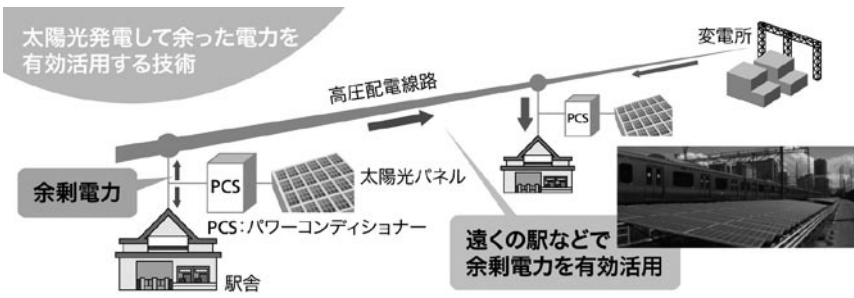 太陽光発電して余った電力を
有効活用する技術
変電所
高圧配電線路
PCS
余剰電力
PCS
太陽光パネル
PCS：パワーコンディショナー
駅舎
遠くの駅などで
余剰電力を有効活用